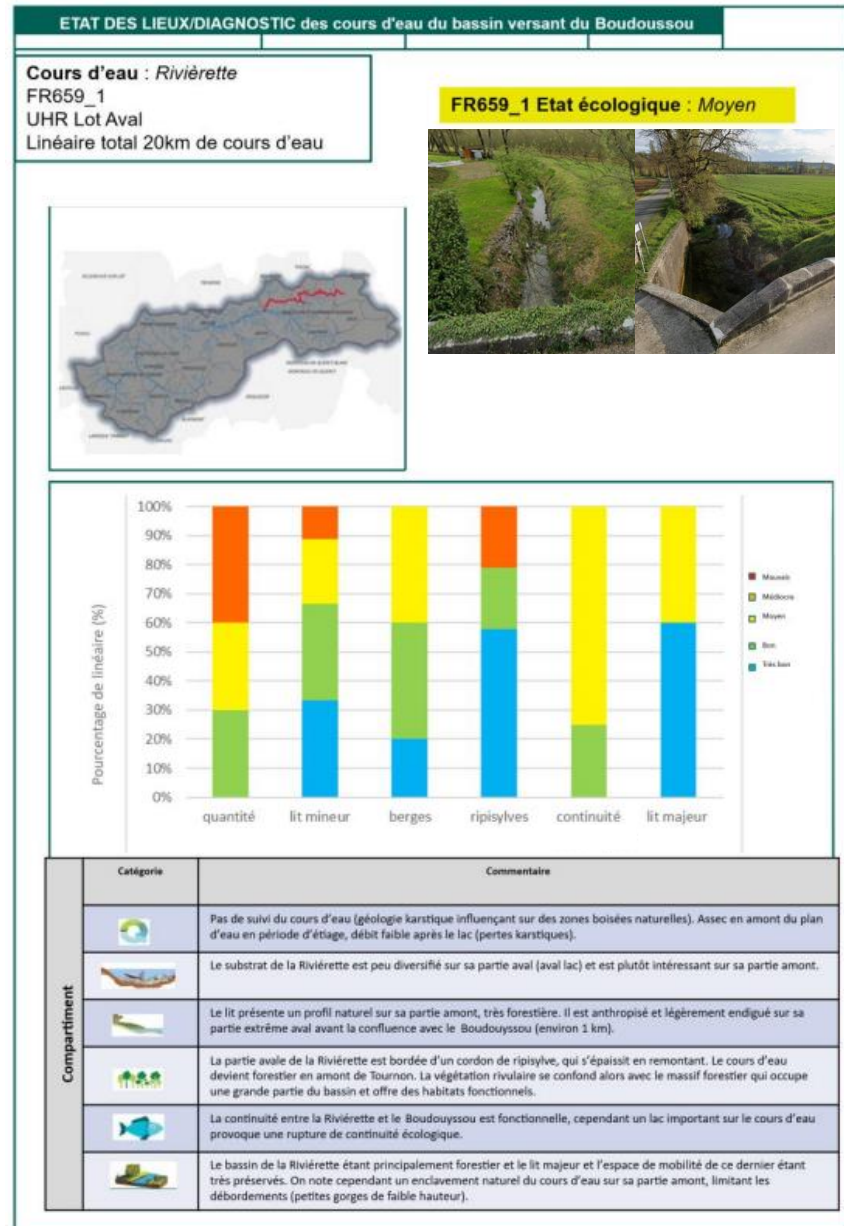 ETAT DES LIEUX/DIAGNOSTIC des cours d'eau du bassin versant du Boudoussou
Cours d'eau : Rivièrette
FR659_1
UHR Lot Aval
Linéaire total 20km de cours d'eau
FR659_1 Etat écologique : Moyen
Pourcentage de linéaire (%)
100%
90%
80%
70%
60%
50%
40%
30%
20%
10%
0%
quantité
lit mineur
berges
ripisylves
continuité
lit majeur
Mauvais
Médiocre
Moyen
Bon
Très bon
Compartiment
Catégorie
Commentaire
Pas de suivi du cours d'eau (géologie karstique influençant sur des zones boisées naturelles). Assec en amont du plan
d'eau en période d'étiage, débit faible après le lac (pertes karstiques).
Le substrat de la Riviérette est peu diversifié sur sa partie aval (aval lac) et est plutôt intéressant sur sa partie amont.
Le lit présente un profil naturel sur sa partie amont, très forestière. Il est anthropisé et légèrement endigué sur sa
partie extrême aval avant la confluence avec le Boudouyssou (environ 1 km).
La partie avale de la Riviérette est bordée d'un cordon de ripisylve, qui s'épaissit en remontant. Le cours d'eau
devient forestier en amont de Tournon. La végétation rivulaire se confond alors avec le massif forestier qui occupe
une grande partie du bassin et offre des habitats fonctionnels.
La continuité entre la Riviérette et le Boudouyssou est fonctionnelle, cependant un lac important sur le cours d'eau
provoque une rupture de continuité écologique.
Le bassin de la Riviérette étant principalement forestier et le lit majeur et l'espace de mobilité de ce dernier étant
très préservés. On note cependant un enclavement naturel du cours d'eau sur sa partie amont, limitant les
débordements (petites gorges de faible hauteur).